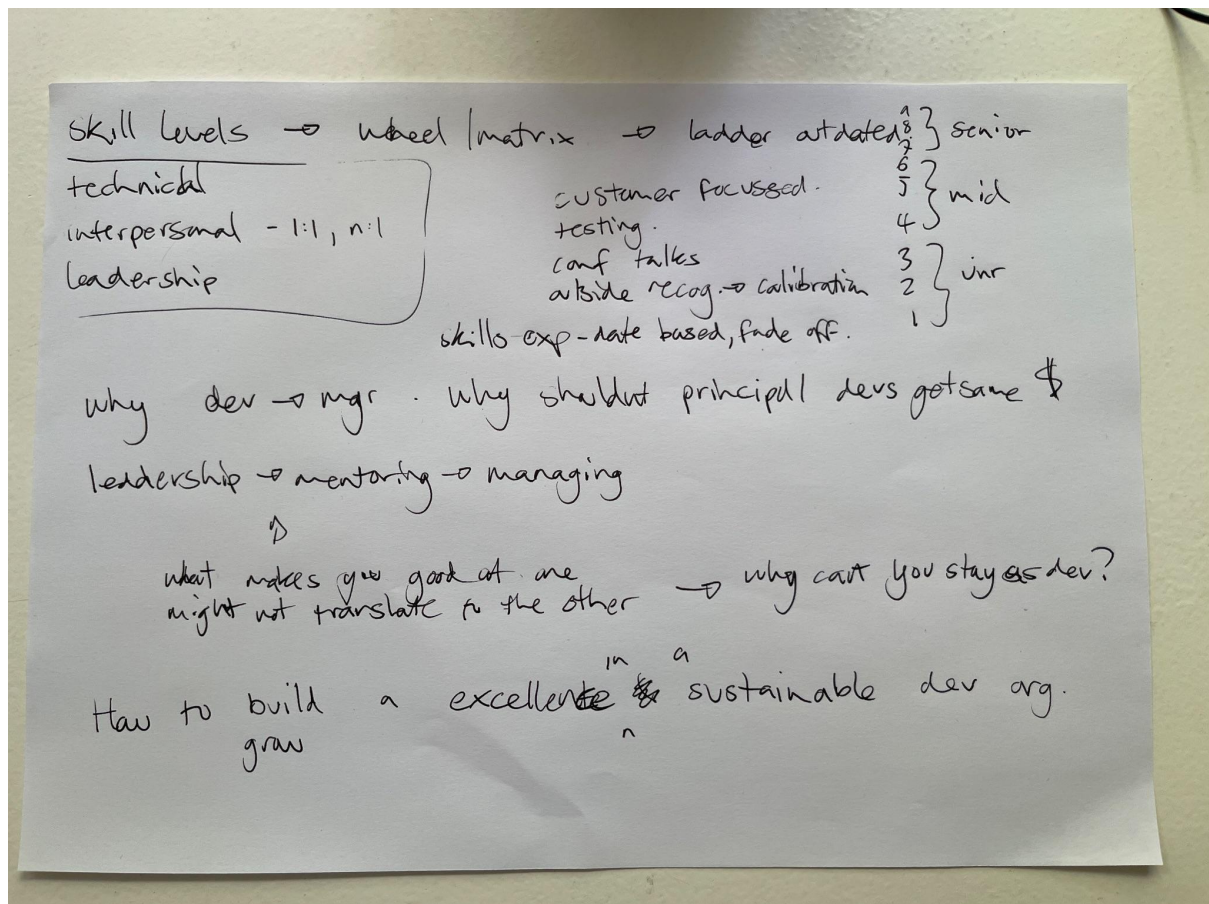 skill levels → wheel / matrix → ladder outdated
9
8 } senior
7
technical
interpersonal - 1:1, n:1
leadership
customer focussed.
testing.
conf talks
outside recog. → calibration
6
5 } mid
4
3
2 } jnr
1
skills-exp-date based, fade off.
why dev → mgr. why shouldnt principal devs get same $
leadership → mentoring → managing
↑
what makes you good at one
might not translate to the other → why cant you stay as dev?
in a
How to build a excellence sustainable dev org.
grow n